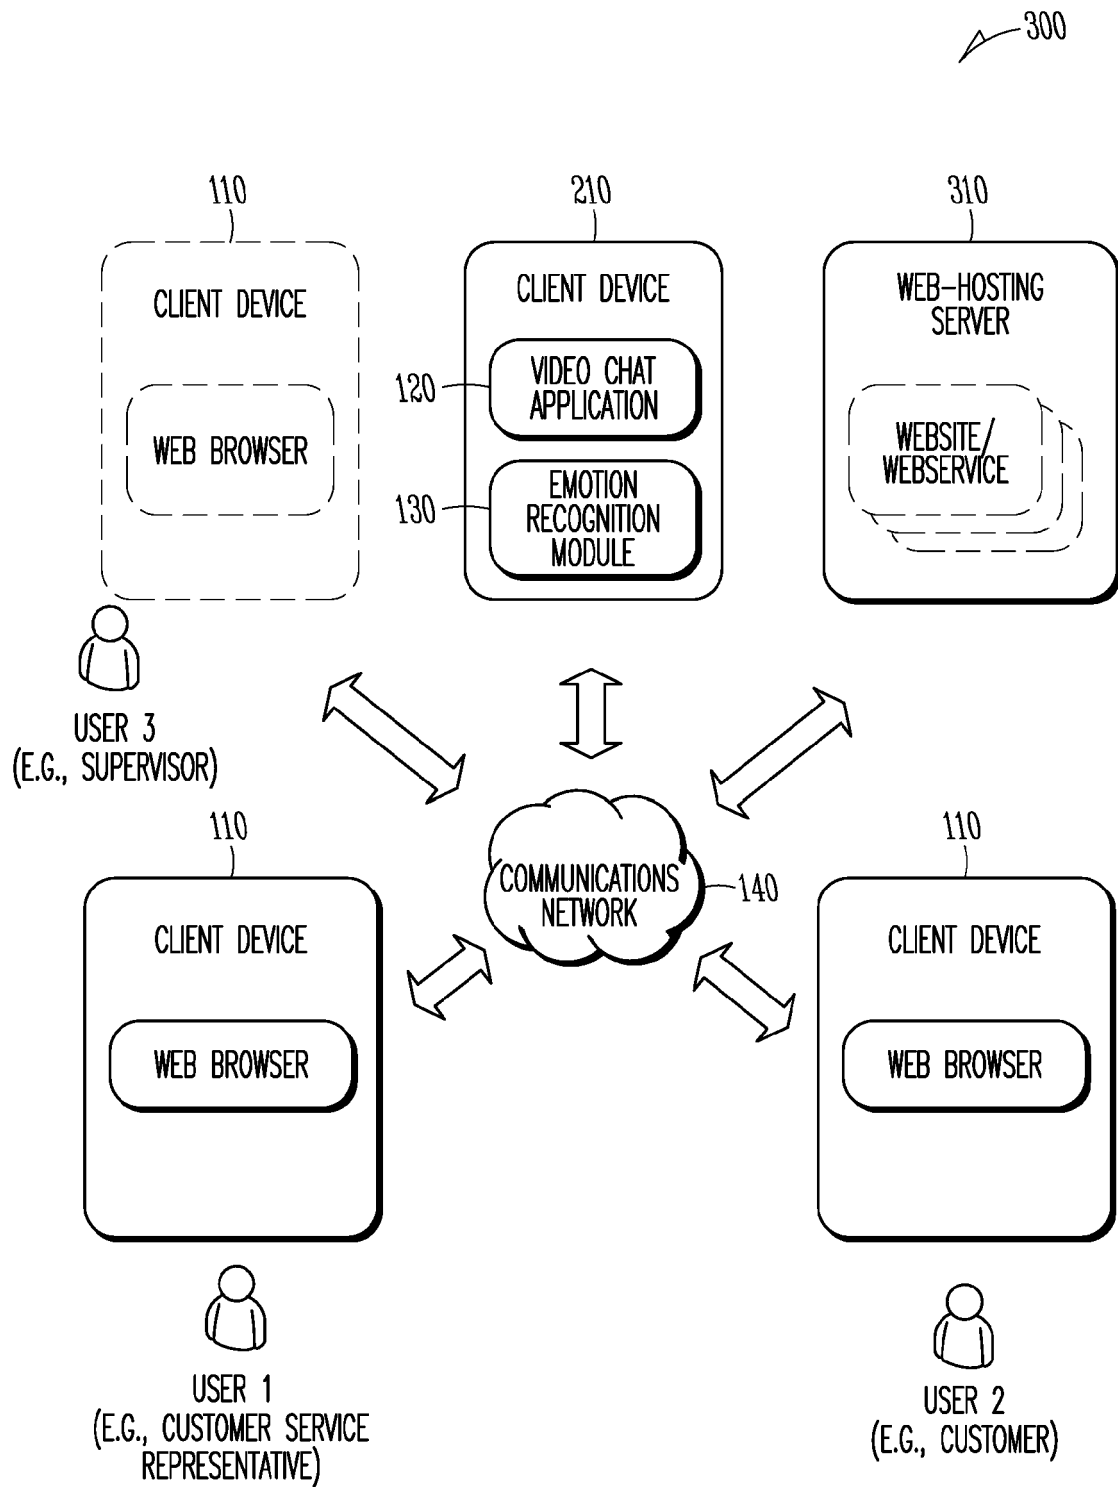 300
110
210
310
CLIENT DEVICE
WEB BROWSER
CLIENT DEVICE
120
VIDEO CHAT
APPLICATION
130
EMOTION
RECOGNITION
MODULE
WEB-HOSTING
SERVER
WEBSITE/
WEBSERVICE
USER 3
(E.G., SUPERVISOR)
COMMUNICATIONS
NETWORK
140
110
CLIENT DEVICE
WEB BROWSER
110
CLIENT DEVICE
WEB BROWSER
USER 1
(E.G., CUSTOMER SERVICE
REPRESENTATIVE)
USER 2
(E.G., CUSTOMER)